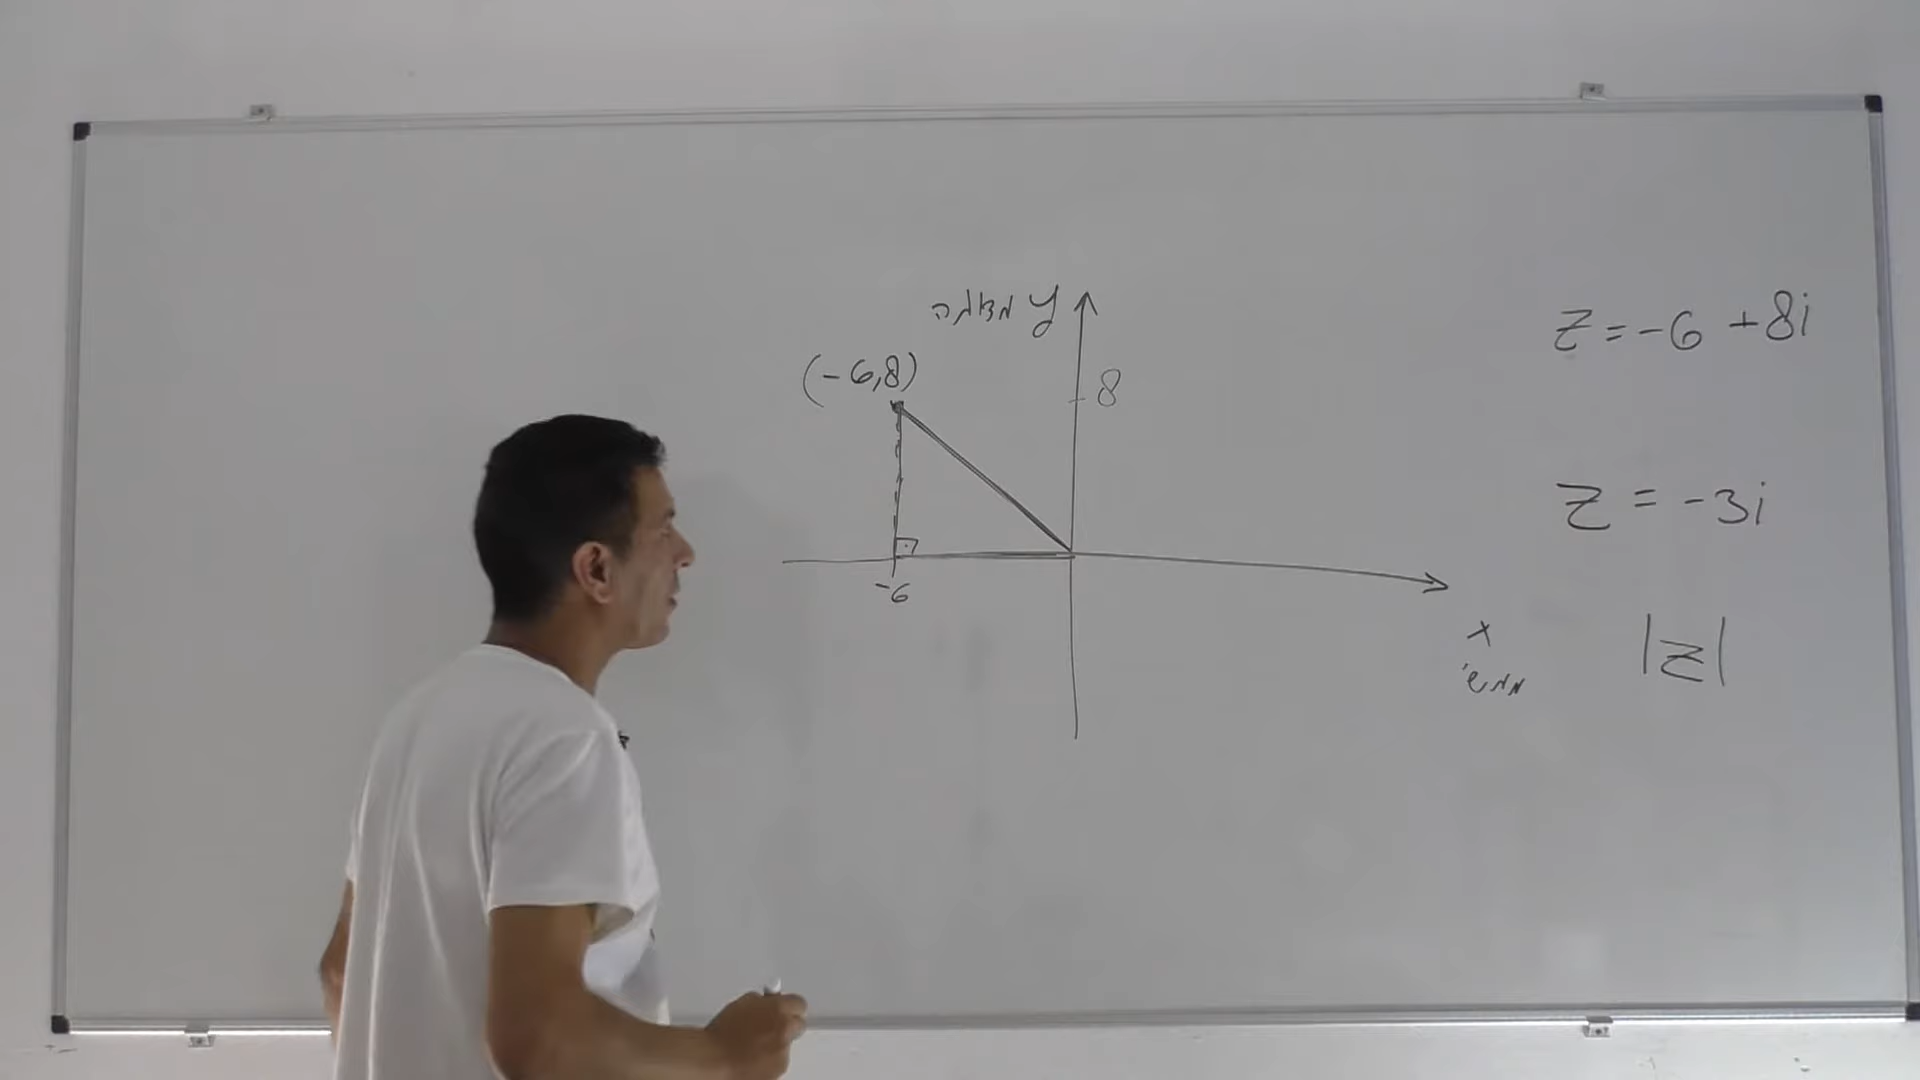 y מדומה
(-6,8)
8
-6
x
ממשי
z = -6 + 8i
z = -3i
|z|